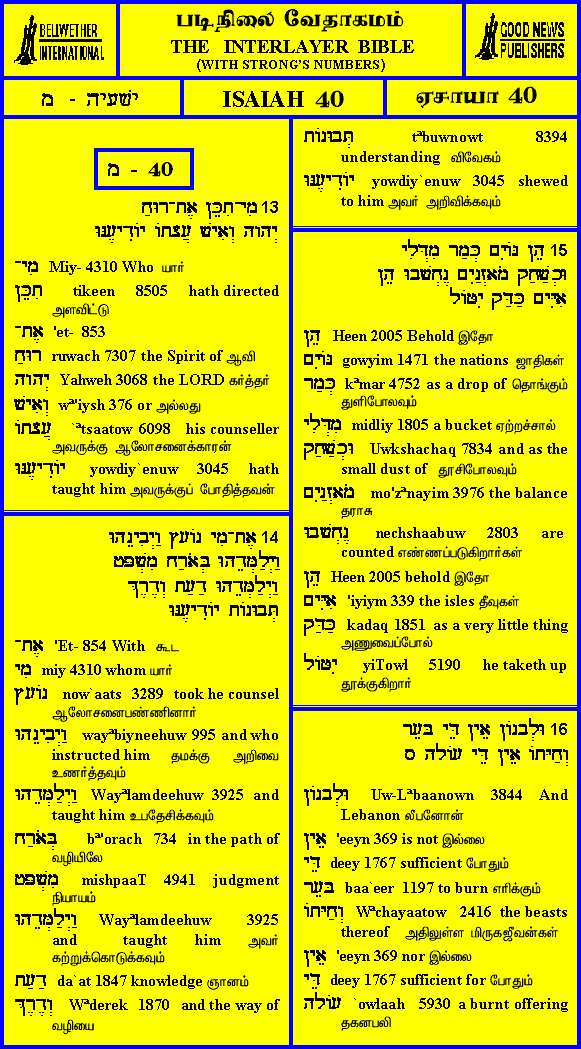 BELLWETHER
INTERNATIONAL
படிநிலை வேதாகமம்
THE INTERLAYER BIBLE
(WITH STRONG'S NUMBERS)
GOOD NEWS
PUBLISHERS
ישעיה - מ
ISAIAH 40
ஏசாயா 40
מ - 40
13 מִי־תִכֵּן אֶת־רוּחַ
יְהוה וְאִישׁ עֲצָתוֹ יוֹדִיעֶנּוּ
מִי־ Miy- 4310 Who யார்
תִכֵּן tikeen 8505 hath directed
அளவிட்டு
אֶת־ 'et- 853
רוּחַ ruwach 7307 the Spirit of ஆவி
יְהוה Yahweh 3068 the LORD கர்த்தர்
וְאִישׁ wª'iysh 376 or அல்லது
עֲצָתוֹ `ªtsaatow 6098 his counseller
அவருக்கு ஆலோசனைக்காரன்
יוֹדִיעֶנּוּ yowdiy`enuw 3045 hath
taught him அவருக்குப் போதித்தவன்
14 אֶת־מִי נוֹעָץ וַיְבִינֵהוּ
וַיְלַמְּדֵהוּ בְּאֹרַח מִשְׁפָּט
וַיְלַמְּדֵהוּ דַעַת וְדֶרֶךְ
תְּבוּנוֹת יוֹדִיעֶנּוּ
אֶת־ 'Et- 854 With கூட
מִי miy 4310 whom யார்
נוֹעָץ now`aats 3289 took he counsel
ஆலோசனைபண்ணினார்
וַיְבִינֵהוּ wayªbiyneehuw 995 and who
instructed him தமக்கு அறிவை
உணர்த்தவும்
וַיְלַמְּדֵהוּ Wayªlamdeehuw 3925 and
taught him உபதேசிக்கவும்
בְּאֹרַח bª'orach 734 in the path of
வழியிலே
מִשְׁפָּט mishpaaT 4941 judgment
நியாயம்
וַיְלַמְּדֵהוּ Wayªlamdeehuw 3925
and taught him அவர்
கற்றுக்கொடுக்கவும்
דַעַת da`at 1847 knowledge ஞானம்
וְדֶרֶךְ Wªderek 1870 and the way of
வழியை
תְּבוּנוֹת tªbuwnowt 8394
understanding விவேகம்
יוֹדִיעֶנּוּ yowdiy`enuw 3045 shewed
to him அவர் அறிவிக்கவும்
15 הֵן גּוֹיִם כְּמַר מִדְּלִי
וּכְשַׁחַק מֹאזְנַיִם נֶחְשָׁבוּ הֵן
אִיִּים כַּדַּק יִטּוֹל
הֵן Heen 2005 Behold இதோ
גּוֹיִם gowyim 1471 the nations ஜாதிகள்
כְּמַר kªmar 4752 as a drop of தொங்கும்
துளிபோலவும்
מִדְּלִי midliy 1805 a bucket ஏற்றச்சால்
וּכְשַׁחַק Uwkshachaq 7834 and as the
small dust of தூசிபோலவும்
מֹאזְנַיִם mo'zªnayim 3976 the balance
தராசு
נֶחְשָׁבוּ nechshaabuw 2803 are
counted எண்ணப்படுகிறார்கள்
הֵן Heen 2005 behold இதோ
אִיִּים 'iyiym 339 the isles தீவுகள்
כַּדַּק kadaq 1851 as a very little thing
அணுவைப்போல்
יִטּוֹל yiTowl 5190 he taketh up
தூக்குகிறார்
16 וּלְבָנוֹן אֵין דֵּי בָּעֵר
וְחַיָּתוֹ אֵין דֵּי עוֹלָה ס
וּלְבָנוֹן Uw-Lªbaanown 3844 And
Lebanon லீபனோன்
אֵין 'eeyn 369 is not இல்லை
דֵּי deey 1767 sufficient போதும்
בָּעֵר baa`eer 1197 to burn எரிக்கும்
וְחַיָּתוֹ Wªchayaatow 2416 the beasts
thereof அதிலுள்ள மிருகஜீவன்கள்
אֵין 'eeyn 369 nor இல்லை
דֵּי deey 1767 sufficient for போதும்
עוֹלָה `owlaah 5930 a burnt offering
தகனபலி